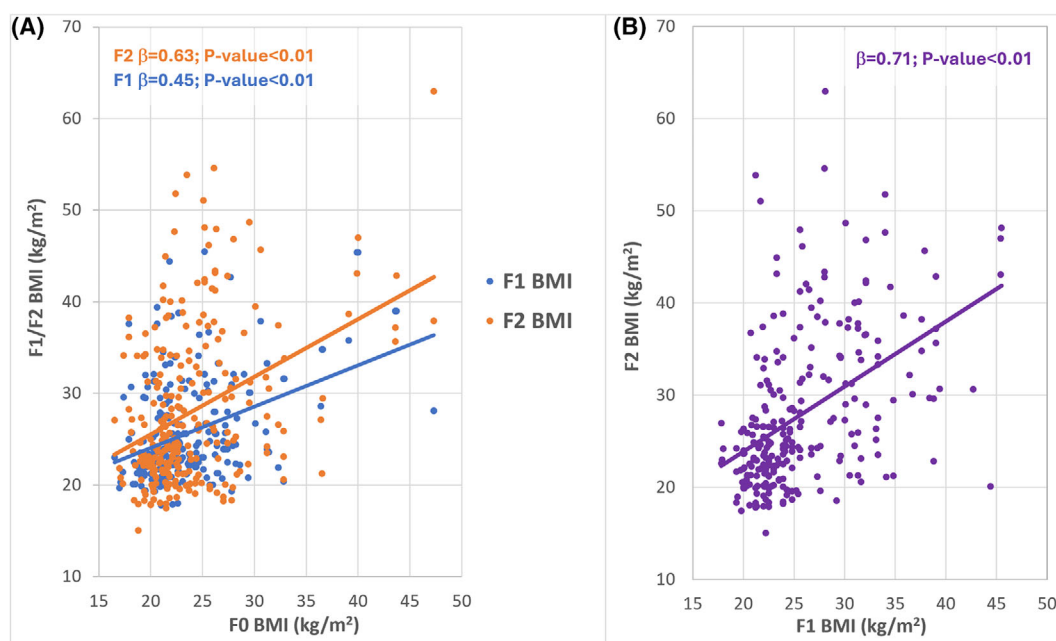 (A)
F2 β=0.63; P-value<0.01
F1 β=0.45; P-value<0.01
F1/F2 BMI (kg/m²)
70
60
50
40
30
20
10
15 20 25 30 35 40 45 50
F0 BMI (kg/m²)
F1 BMI
F2 BMI
(B)
β=0.71; P-value<0.01
F2 BMI (kg/m²)
70
60
50
40
30
20
10
15 20 25 30 35 40 45 50
F1 BMI (kg/m²)